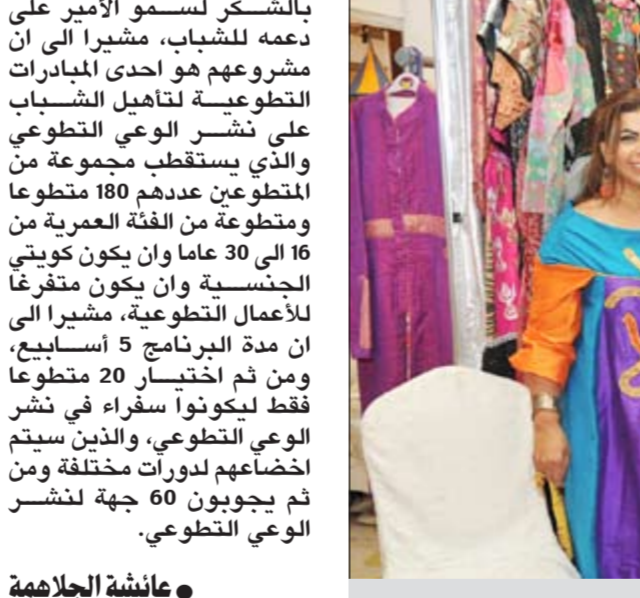 بالشكر لسمو الأمير على
دعمه للشباب، مشيرا الى ان
مشروعهم هو احدى المبادرات
التطوعية لتأهيل الشباب
على نشر الوعي التطوعي
والذي يستقطب مجموعة من
المتطوعين عددهم 180 متطوعا
ومتطوعة من الفئة العمرية من
16 الى 30 عاما وان يكون كويتي
الجنسية وان يكون متفرغا
للأعمال التطوعية، مشيرا الى
ان مدة البرنامج 5 أسابيع،
ومن ثم اختيار 20 متطوعا
فقط ليكونوا سفراء في نشر
الوعي التطوعي، والذين سيتم
اخضاعهم لدورات مختلفة ومن
ثم يجوبون 60 جهة لنشر
الوعي التطوعي.
● عائشة الجلاهمة